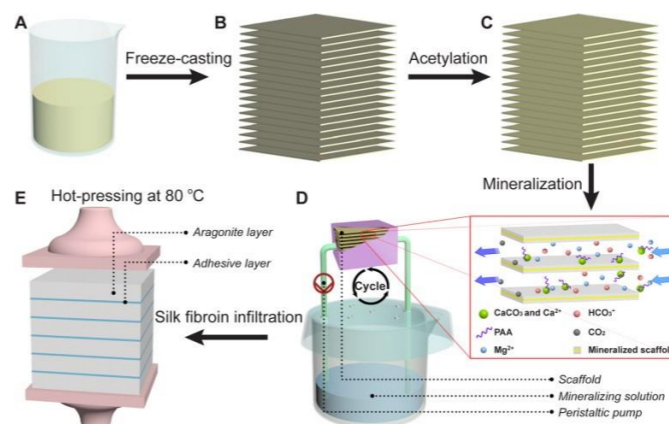 A
Freeze-casting
B
Acetylation
C
Mineralization
E
Hot-pressing at 80 °C
Aragonite layer
Adhesive layer
Silk fibroin infiltration
D
Cycle
CaCO₃ and Ca²⁺
HCO₃⁻
PAA
CO₂
Mg²⁺
Mineralized scaffold
Scaffold
Mineralizing solution
Peristaltic pump